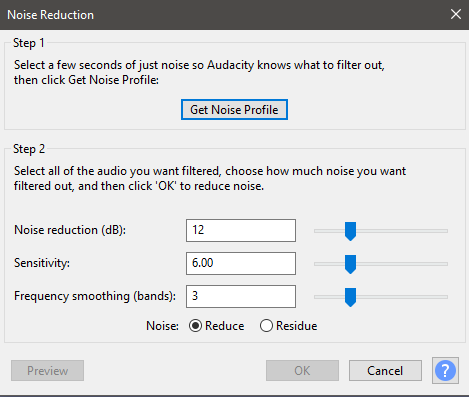 Noise Reduction
Step 1
Select a few seconds of just noise so Audacity knows what to filter out,
then click Get Noise Profile:
Get Noise Profile
Step 2
Select all of the audio you want filtered, choose how much noise you want
filtered out, and then click 'OK' to reduce noise.
Noise reduction (dB): 12
Sensitivity: 6.00
Frequency smoothing (bands): 3
Noise: Reduce Residue
Preview OK Cancel ?